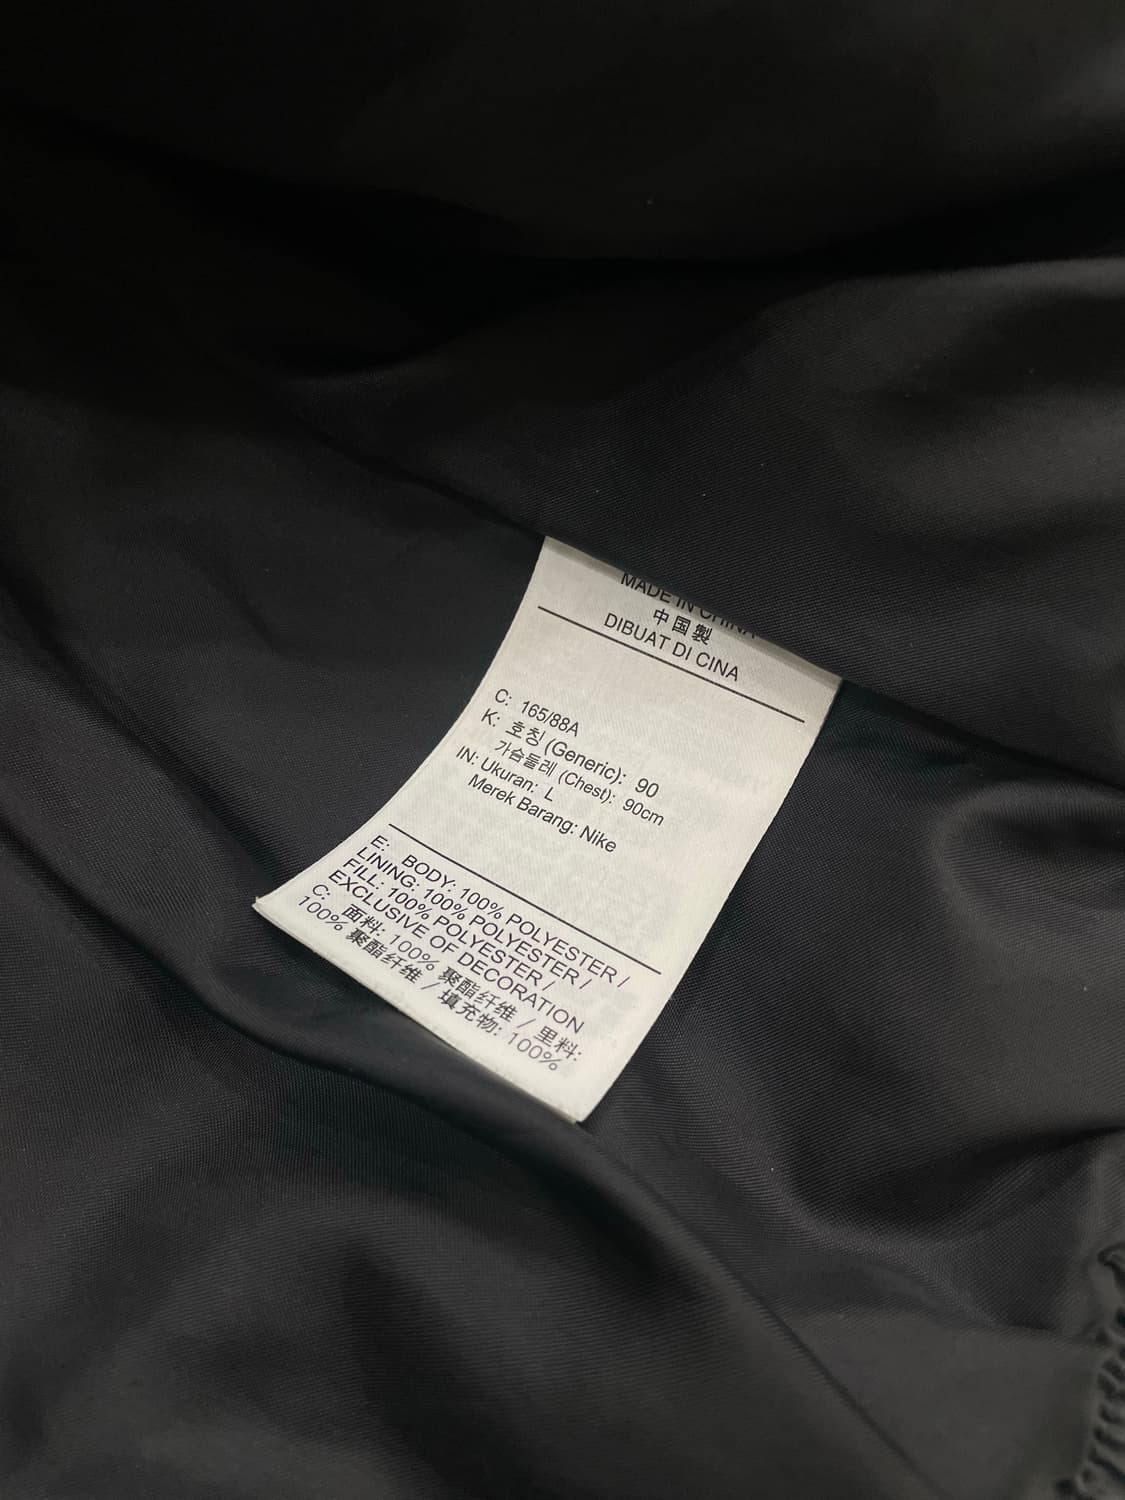 MADE IN CHINA
中国製
DIBUAT DI CINA
C: 165/88A
K: 호칭 (Generic): 90
가슴둘레 (Chest): 90cm
IN: Ukuran: L
Merek Barang: Nike
E: BODY: 100% POLYESTER /
LINING: 100% POLYESTER /
FILL: 100% POLYESTER /
EXCLUSIVE OF DECORATION
C: 面料: 100% 聚酯纤维 / 里料:
100% 聚酯纤维 / 填充物: 100%